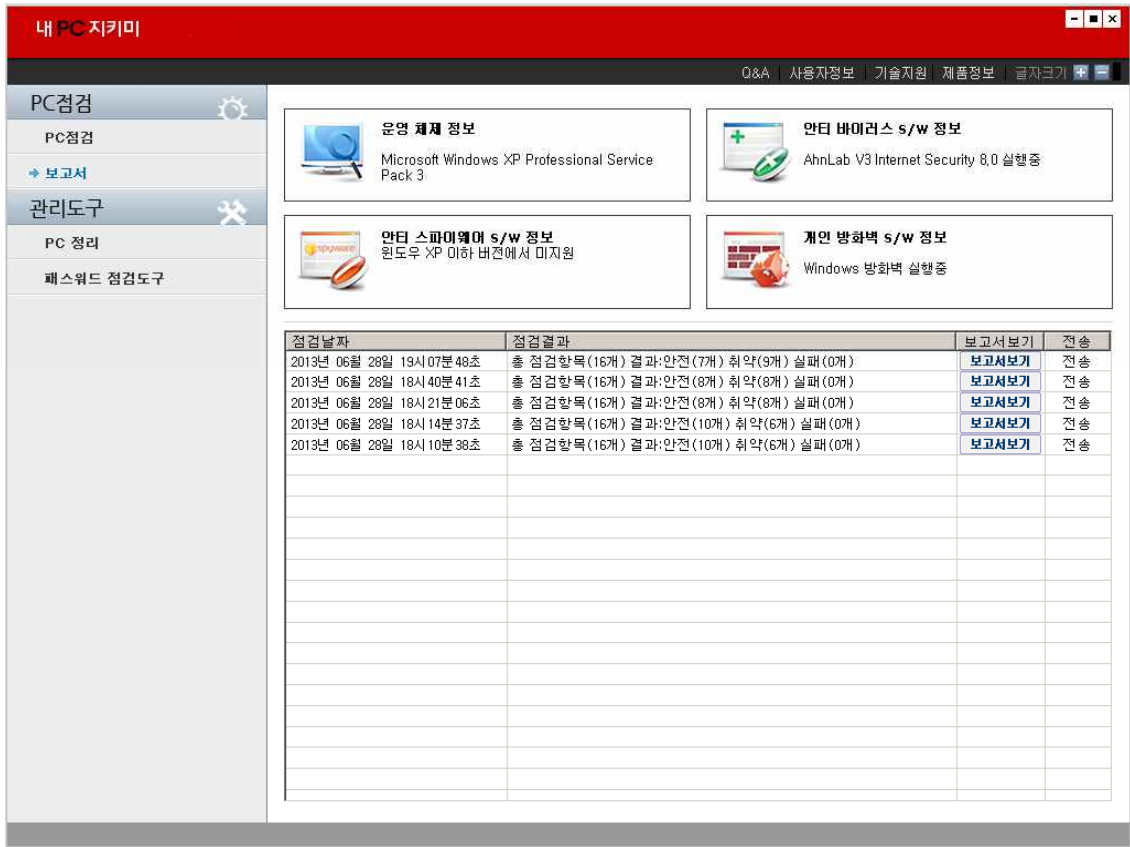 내 PC 지키미
Q&A 사용자정보 기술지원 제품정보 글자크기
PC점검
PC점검
보고서
관리도구
PC 정리
패스워드 점검도구
운영 체제 정보
Microsoft Windows XP Professional Service
Pack 3
안티 바이러스 S/W 정보
AhnLab V3 Internet Security 8,0 실행중
안티 스파이웨어 S/W 정보
윈도우 XP 이하 버전에서 미지원
spyware
개인 방화벽 S/W 정보
Windows 방화벽 실행중
점검날짜 점검결과 보고서보기 전송
2013년 06월 28일 19시07분48초 총 점검항목(16개) 결과:안전(7개) 취약(9개) 실패(0개) 보고서보기 전송
2013년 06월 28일 18시40분41초 총 점검항목(16개) 결과:안전(8개) 취약(8개) 실패(0개) 보고서보기 전송
2013년 06월 28일 18시21분06초 총 점검항목(16개) 결과:안전(8개) 취약(8개) 실패(0개) 보고서보기 전송
2013년 06월 28일 18시14분37초 총 점검항목(16개) 결과:안전(10개) 취약(6개) 실패(0개) 보고서보기 전송
2013년 06월 28일 18시10분38초 총 점검항목(16개) 결과:안전(10개) 취약(6개) 실패(0개) 보고서보기 전송